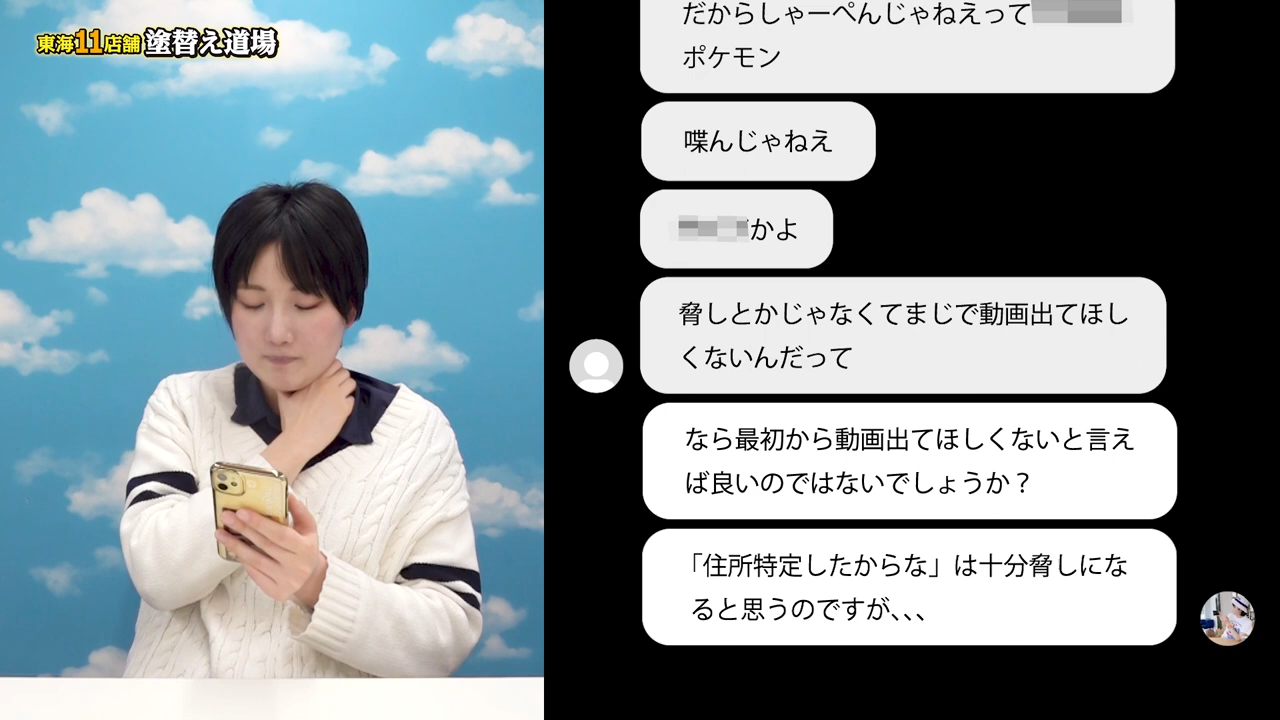 東海11店舗 塗替え道場
だからしゃーぺんじゃねえって
ポケモン
喋んじゃねえ
かよ
脅しとかじゃなくてまじで動画出てほし
くないんだって
なら最初から動画出てほしくないと言え
ば良いのではないでしょうか？
「住所特定したからな」は十分脅しにな
ると思うのですが、、、